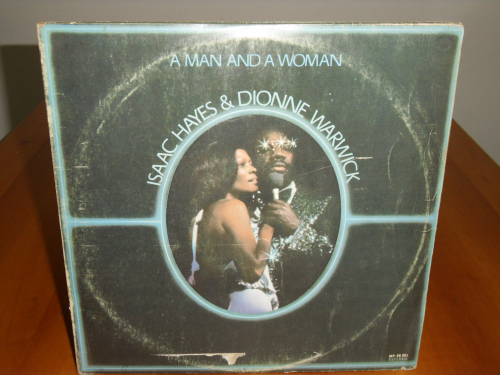 A MAN AND A WOMAN
ISAAC HAYES & DIONNE WARWICK